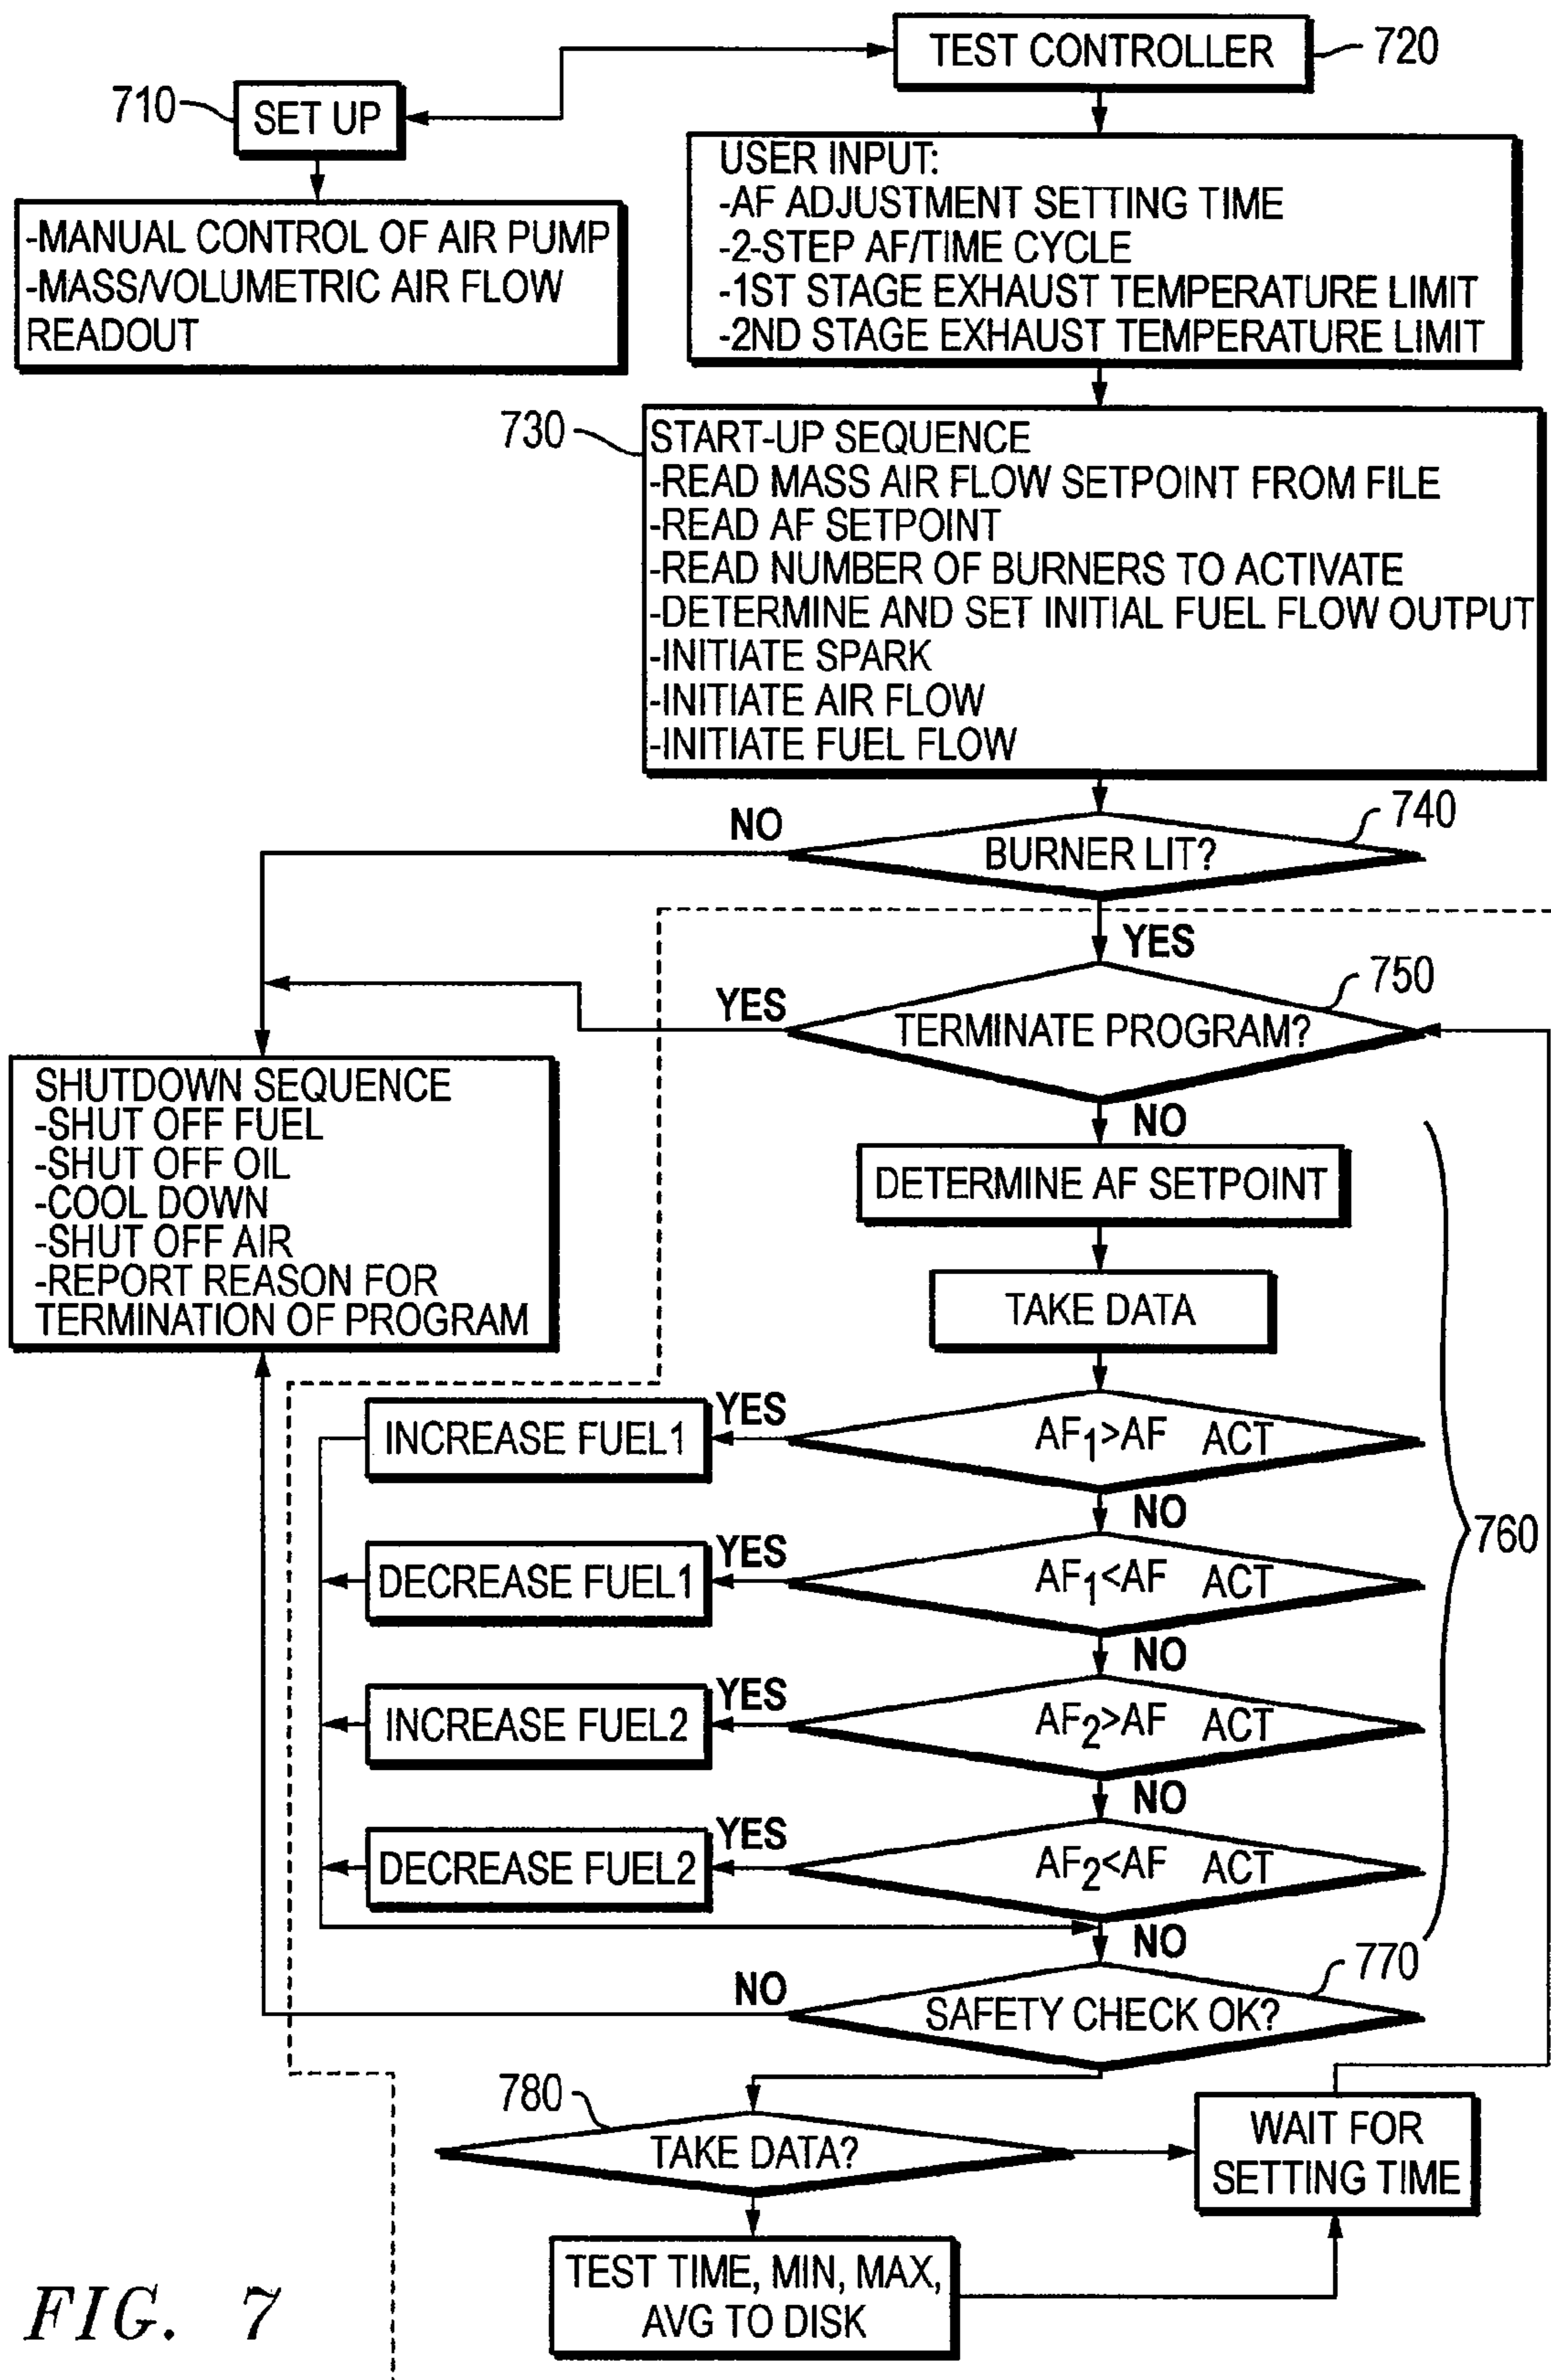 TEST CONTROLLER
720
710
SET UP
USER INPUT:
-AF ADJUSTMENT SETTING TIME
-2-STEP AF/TIME CYCLE
-1ST STAGE EXHAUST TEMPERATURE LIMIT
-2ND STAGE EXHAUST TEMPERATURE LIMIT
-MANUAL CONTROL OF AIR PUMP
-MASS/VOLUMETRIC AIR FLOW
READOUT
730
START-UP SEQUENCE
-READ MASS AIR FLOW SETPOINT FROM FILE
-READ AF SETPOINT
-READ NUMBER OF BURNERS TO ACTIVATE
-DETERMINE AND SET INITIAL FUEL FLOW OUTPUT
-INITIATE SPARK
-INITIATE AIR FLOW
-INITIATE FUEL FLOW
740
NO
BURNER LIT?
YES
750
YES
TERMINATE PROGRAM?
NO
SHUTDOWN SEQUENCE
-SHUT OFF FUEL
-SHUT OFF OIL
-COOL DOWN
-SHUT OFF AIR
-REPORT REASON FOR
TERMINATION OF PROGRAM
DETERMINE AF SETPOINT
TAKE DATA
INCREASE FUEL1
YES
AF1>AF ACT
NO
760
DECREASE FUEL1
YES
AF1<AF ACT
NO
INCREASE FUEL2
YES
AF2>AF ACT
NO
DECREASE FUEL2
YES
AF2<AF ACT
NO
770
NO
SAFETY CHECK OK?
780
TAKE DATA?
WAIT FOR
SETTING TIME
TEST TIME, MIN, MAX,
AVG TO DISK
FIG. 7